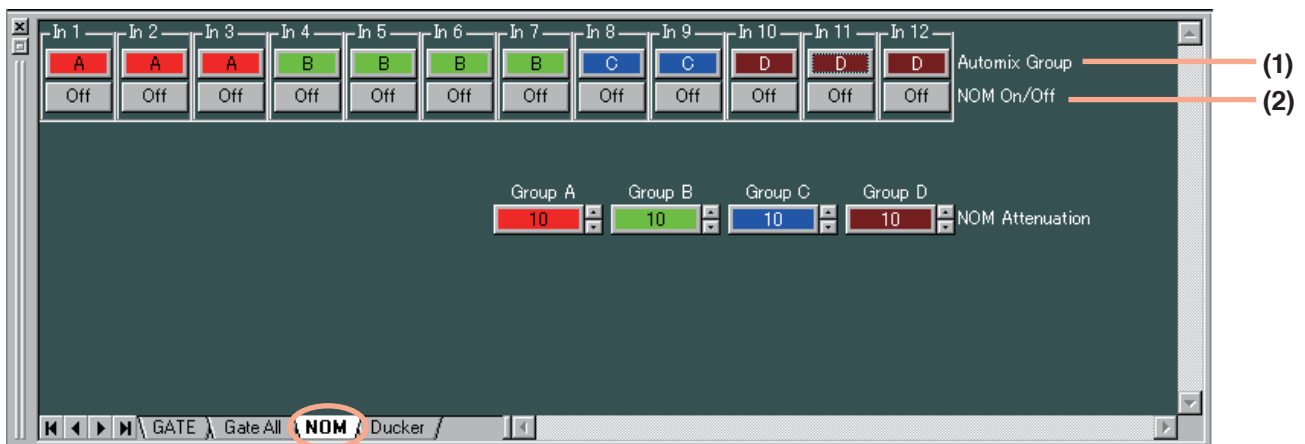 In 1 In 2 In 3 In 4 In 5 In 6 In 7 In 8 In 9 In 10 In 11 In 12
A A A B B B B C C D D D Automix Group (1)
Off Off Off Off Off Off Off Off Off Off Off Off NOM On/Off (2)
Group A Group B Group C Group D
10 10 10 10 NOM Attenuation
GATE Gate All NOM Ducker